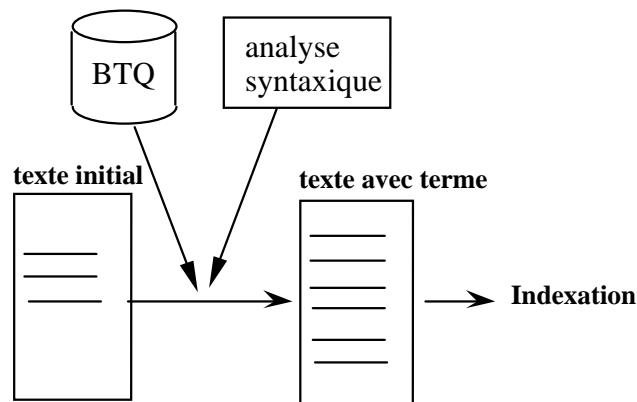 BTQ
analyse
syntaxique
texte initial
texte avec terme
Indexation